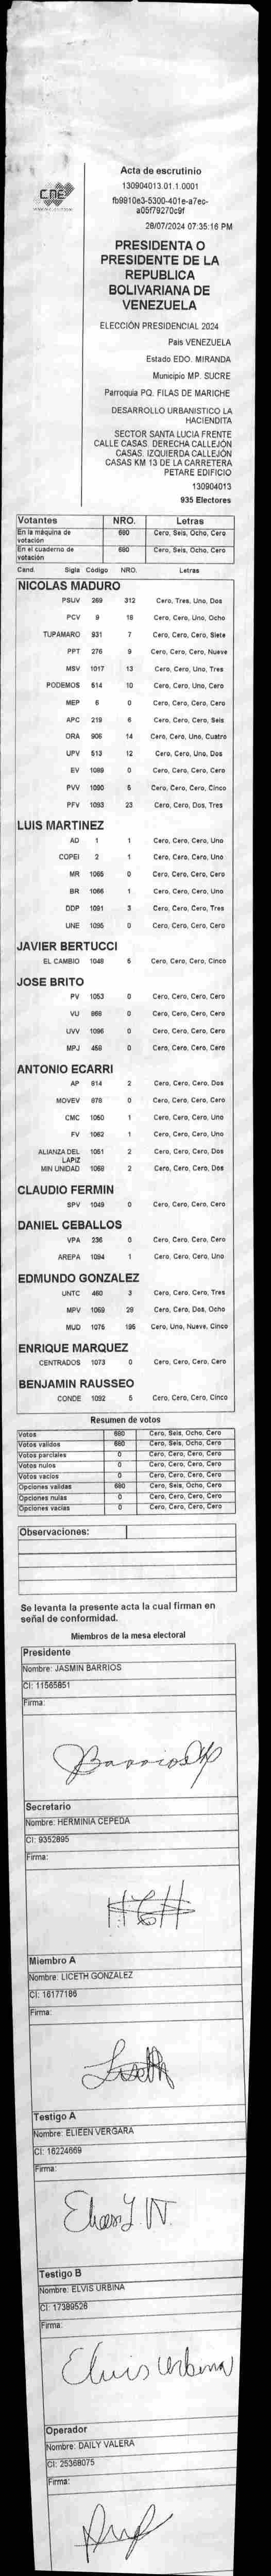 CNE
Acta de escrutinio
130904013.01.1.0001
fb9910e3-5300-401e-a7ec-
a05f79270c9f
28/07/2024 07:35:16 PM
PRESIDENTA O
PRESIDENTE DE LA
REPUBLICA
BOLIVARIANA DE
VENEZUELA
ELECCIÓN PRESIDENCIAL 2024
Pais VENEZUELA
Estado EDO. MIRANDA
Municipio MP. SUCRE
Parroquia PQ. FILAS DE MARICHE
DESARROLLO URBANISTICO LA
HACIENDITA
SECTOR SANTA LUCIA FRENTE
CALLE CASAS. DERECHA CALLEJÓN
CASAS. IZQUIERDA CALLEJÓN
CASAS KM 13 DE LA CARRETERA
PETARE EDIFICIO
130904013
935 Electores
Votantes NRO. Letras
En la máquina de votación 680 Cero, Seis, Ocho, Cero
En el cuaderno de votación 680 Cero, Seis, Ocho, Cero
Cand. Sigla Código NRO. Letras
NICOLAS MADURO
PSUV 269 312 Cero, Tres, Uno, Dos
PCV 9 18 Cero, Cero, Uno, Ocho
TUPAMARO 931 7 Cero, Cero, Cero, Siete
PPT 276 9 Cero, Cero, Cero, Nueve
MSV 1017 13 Cero, Cero, Uno, Tres
PODEMOS 514 10 Cero, Cero, Uno, Cero
MEP 6 0 Cero, Cero, Cero, Cero
APC 219 6 Cero, Cero, Cero, Seis
ORA 906 14 Cero, Cero, Uno, Cuatro
UPV 513 12 Cero, Cero, Uno, Dos
EV 1089 0 Cero, Cero, Cero, Cero
PVV 1090 5 Cero, Cero, Cero, Cinco
PFV 1093 23 Cero, Cero, Dos, Tres
LUIS MARTINEZ
AD 1 1 Cero, Cero, Cero, Uno
COPEI 2 1 Cero, Cero, Cero, Uno
MR 1065 0 Cero, Cero, Cero, Cero
BR 1066 1 Cero, Cero, Cero, Uno
DDP 1091 3 Cero, Cero, Cero, Tres
UNE 1095 0 Cero, Cero, Cero, Cero
JAVIER BERTUCCI
EL CAMBIO 1048 5 Cero, Cero, Cero, Cinco
JOSE BRITO
PV 1053 0 Cero, Cero, Cero, Cero
VU 868 0 Cero, Cero, Cero, Cero
UVV 1096 0 Cero, Cero, Cero, Cero
MPJ 458 0 Cero, Cero, Cero, Cero
ANTONIO ECARRI
AP 614 2 Cero, Cero, Cero, Dos
MOVEV 878 0 Cero, Cero, Cero, Cero
CMC 1050 1 Cero, Cero, Cero, Uno
FV 1062 1 Cero, Cero, Cero, Uno
ALIANZA DEL LAPIZ 1051 2 Cero, Cero, Cero, Dos
MIN UNIDAD 1068 2 Cero, Cero, Cero, Dos
CLAUDIO FERMIN
SPV 1049 0 Cero, Cero, Cero, Cero
DANIEL CEBALLOS
VPA 236 0 Cero, Cero, Cero, Cero
AREPA 1094 1 Cero, Cero, Cero, Uno
EDMUNDO GONZALEZ
UNTC 460 3 Cero, Cero, Cero, Tres
MPV 1069 28 Cero, Cero, Dos, Ocho
MUD 1075 195 Cero, Uno, Nueve, Cinco
ENRIQUE MARQUEZ
CENTRADOS 1073 0 Cero, Cero, Cero, Cero
BENJAMIN RAUSSEO
CONDE 1092 5 Cero, Cero, Cero, Cinco
Resumen de votos
Votos 680 Cero, Seis, Ocho, Cero
Votos validos 680 Cero, Seis, Ocho, Cero
Votos parciales 0 Cero, Cero, Cero, Cero
Votos nulos 0 Cero, Cero, Cero, Cero
Votos vacios 0 Cero, Cero, Cero, Cero
Opciones validas 680 Cero, Seis, Ocho, Cero
Opciones nulas 0 Cero, Cero, Cero, Cero
Opciones vacias 0 Cero, Cero, Cero, Cero
Observaciones:
Se levanta la presente acta la cual firman en
señal de conformidad.
Miembros de la mesa electoral
Presidente
Nombre: JASMIN BARRIOS
CI: 11565851
Firma:
Secretario
Nombre: HERMINIA CEPEDA
CI: 9352895
Firma:
Miembro A
Nombre: LICETH GONZALEZ
CI: 16177186
Firma:
Liseth
Testigo A
Nombre: ELIEEN VERGARA
CI: 16224669
Firma:
Testigo B
Nombre: ELVIS URBINA
CI: 17389526
Firma:
Elvis Urbina
Operador
Nombre: DAILY VALERA
CI: 25368075
Firma: